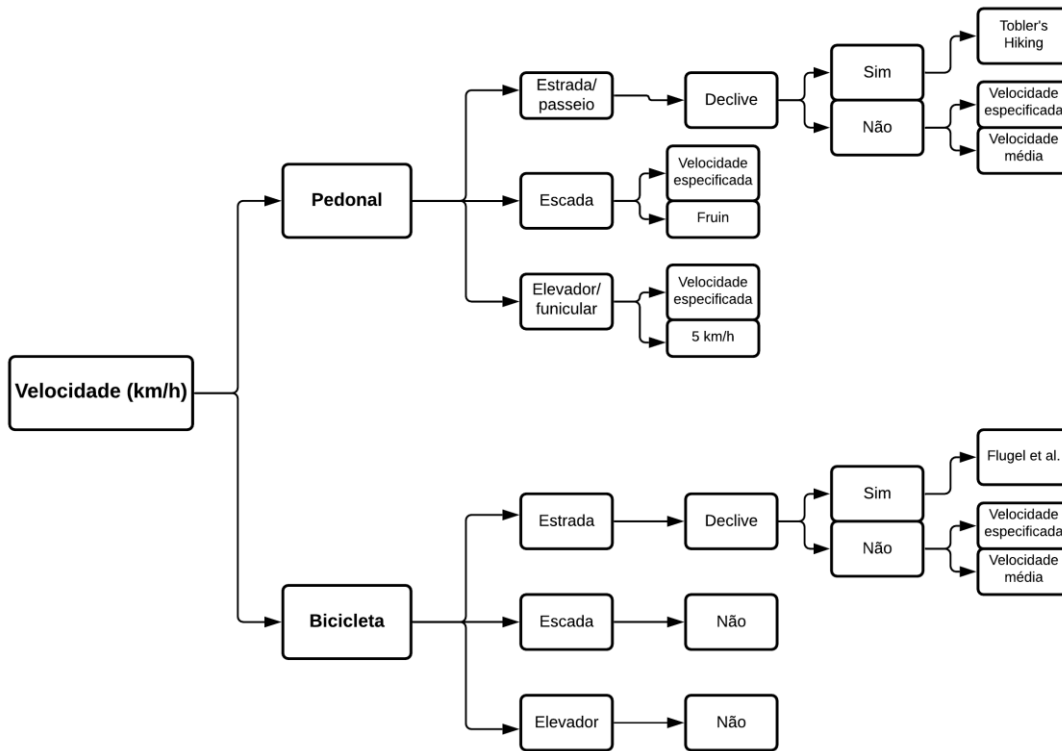 Tobler's
Hiking
Estrada/
passeio
Declive
Sim
Não
Velocidade
especificada
Velocidade
média
Pedonal
Escada
Velocidade
especificada
Fruin
Elevador/
funicular
Velocidade
especificada
5 km/h
Velocidade (km/h)
Flugel et al.
Estrada
Declive
Sim
Não
Velocidade
especificada
Velocidade
média
Bicicleta
Escada
Não
Elevador
Não